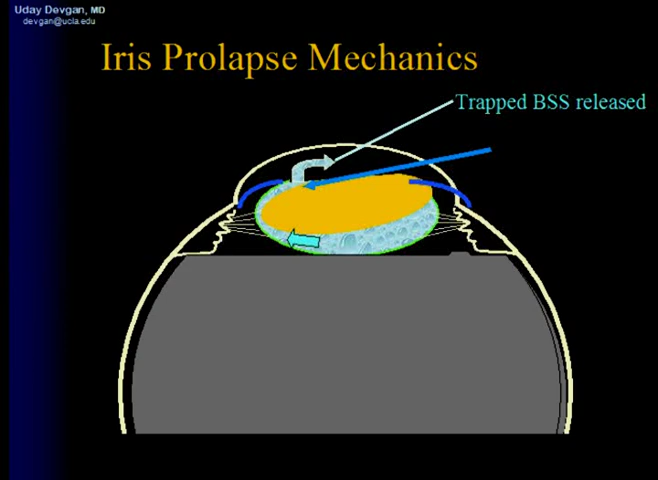 Uday Devgan, MD
devgan@ucla.edu
Iris Prolapse Mechanics
Trapped BSS released